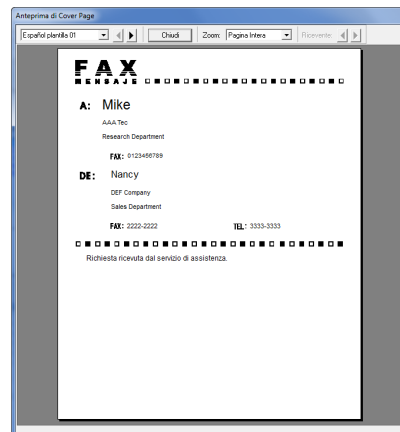 Anteprima di Cover Page
Español plantilla 01 Chiudi Zoom: Pagina Intera Ricevente:
FAX
MENSAJE
A: Mike
AAA Tec
Research Department
FAX: 0123456789
DE: Nancy
DEF Company
Sales Department
FAX: 2222-2222 TEL: 3333-3333
Richiesta ricevuta dal servizio di assistenza.